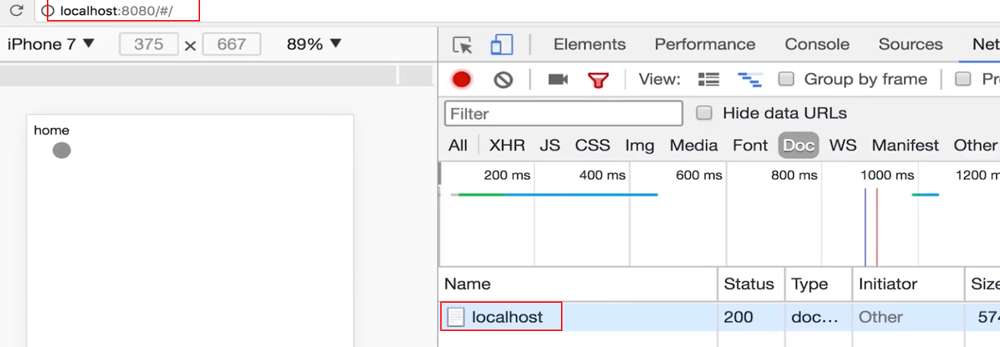 localhost:8080/#/
iPhone 7 ▼ 375 × 667 89% ▼
Elements Performance Console Sources Net
View: Group by frame Pr
Filter Hide data URLs
All XHR JS CSS Img Media Font Doc WS Manifest Other
200 ms 400 ms 600 ms 800 ms 1000 ms 1200 m
home
Name Status Type Initiator Size
localhost 200 doc... Other 574